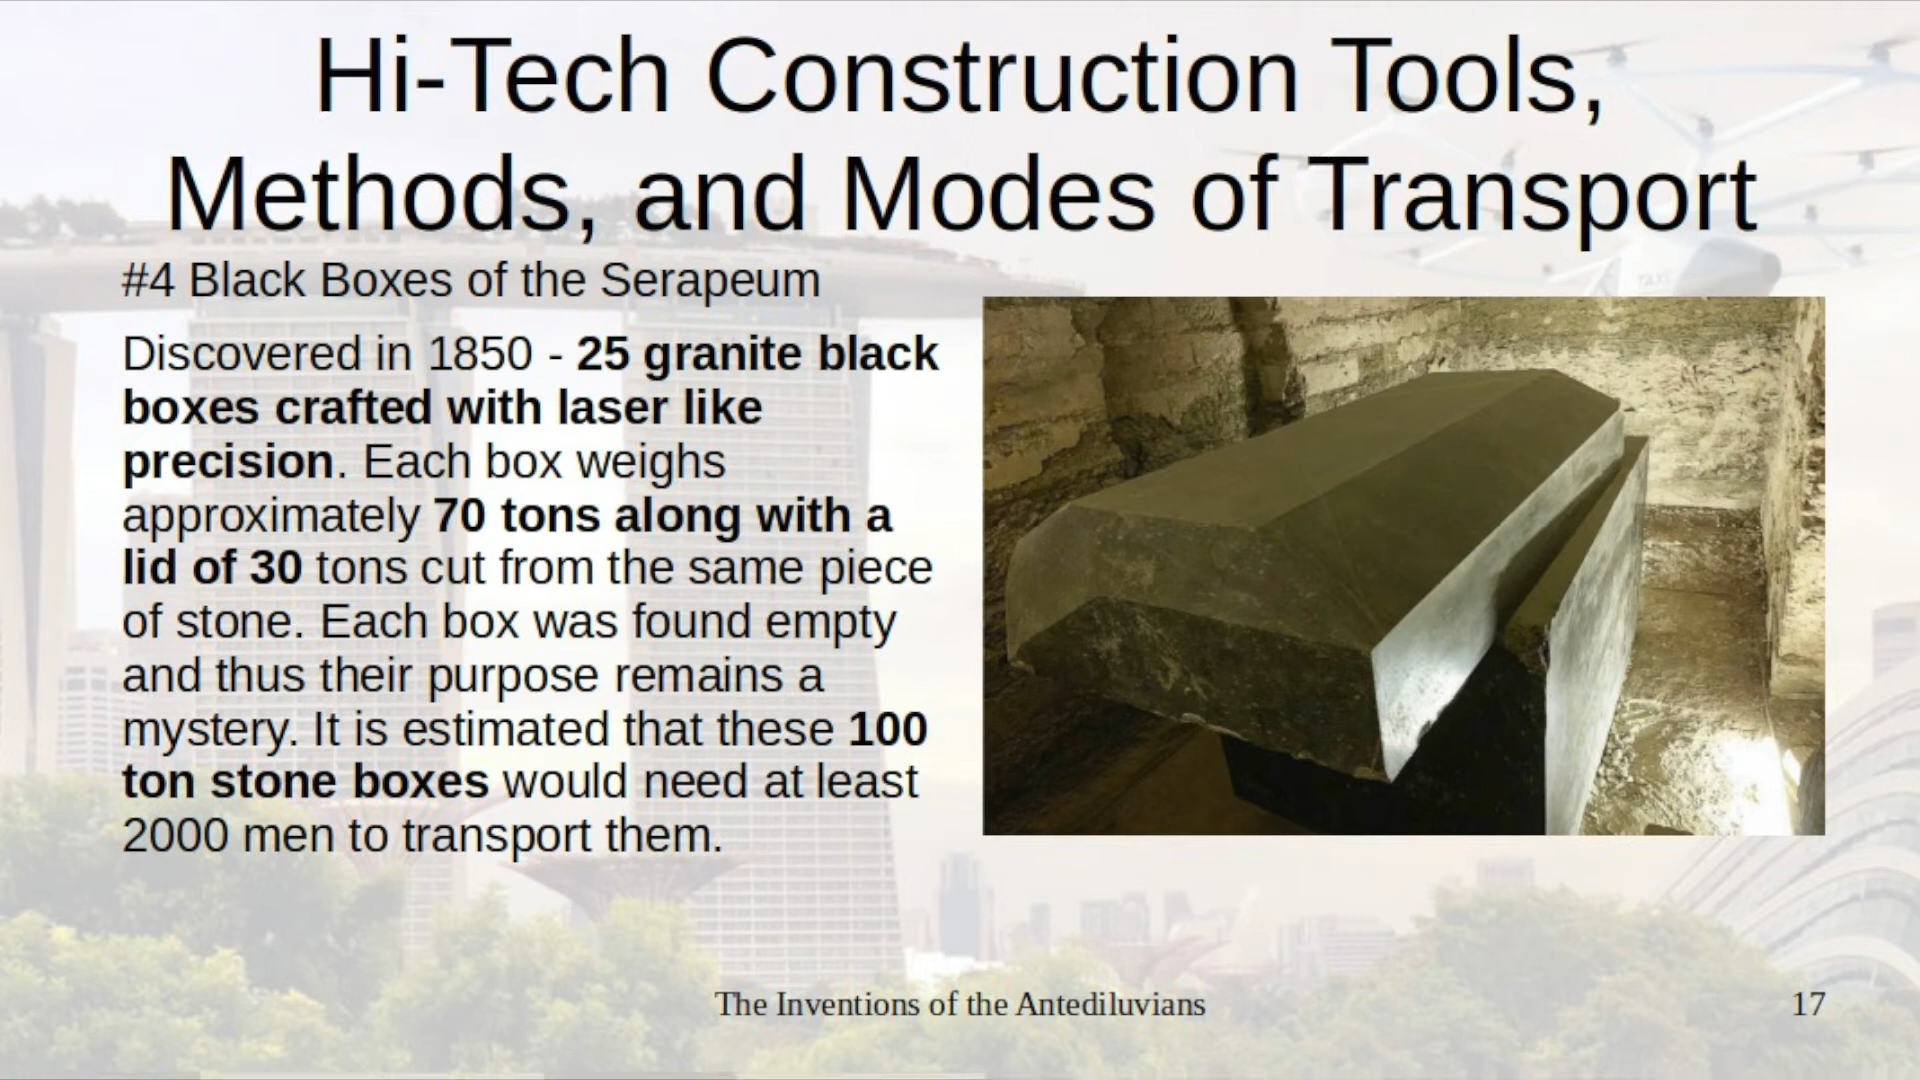 Hi-Tech Construction Tools,
Methods, and Modes of Transport
#4 Black Boxes of the Serapeum
Discovered in 1850 - 25 granite black
boxes crafted with laser like
precision. Each box weighs
approximately 70 tons along with a
lid of 30 tons cut from the same piece
of stone. Each box was found empty
and thus their purpose remains a
mystery. It is estimated that these 100
ton stone boxes would need at least
2000 men to transport them.
TAXI
The Inventions of the Antediluvians
17